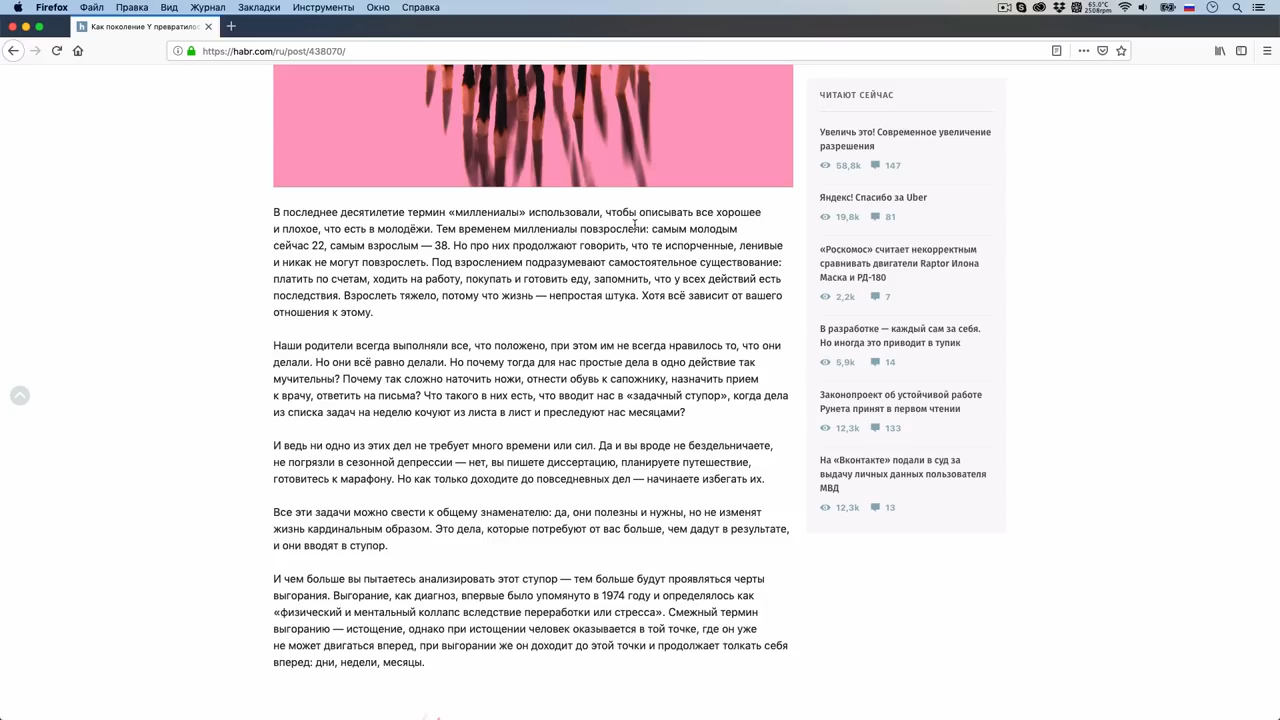 Firefox Файл Правка Вид Журнал Закладки Инструменты Окно Справка
65.0°C
2508rpm
Как поколение Y превратилос
https://habr.com/ru/post/438070/
В последнее десятилетие термин «миллениалы» использовали, чтобы описывать все хорошее
и плохое, что есть в молодёжи. Тем временем миллениалы повзрослели: самым молодым
сейчас 22, самым взрослым — 38. Но про них продолжают говорить, что те испорченные, ленивые
и никак не могут повзрослеть. Под взрослением подразумевают самостоятельное существование:
платить по счетам, ходить на работу, покупать и готовить еду, запомнить, что у всех действий есть
последствия. Взрослеть тяжело, потому что жизнь — непростая штука. Хотя всё зависит от вашего
отношения к этому.
Наши родители всегда выполняли все, что положено, при этом им не всегда нравилось то, что они
делали. Но они всё равно делали. Но почему тогда для нас простые дела в одно действие так
мучительны? Почему так сложно наточить ножи, отнести обувь к сапожнику, назначить прием
к врачу, ответить на письма? Что такого в них есть, что вводит нас в «задачный ступор», когда дела
из списка задач на неделю кочуют из листа в лист и преследуют нас месяцами?
И ведь ни одно из этих дел не требует много времени или сил. Да и вы вроде не бездельничаете,
не погрязли в сезонной депрессии — нет, вы пишете диссертацию, планируете путешествие,
готовитесь к марафону. Но как только доходите до повседневных дел — начинаете избегать их.
Все эти задачи можно свести к общему знаменателю: да, они полезны и нужны, но не изменят
жизнь кардинальным образом. Это дела, которые потребуют от вас больше, чем дадут в результате,
и они вводят в ступор.
И чем больше вы пытаетесь анализировать этот ступор — тем больше будут проявляться черты
выгорания. Выгорание, как диагноз, впервые было упомянуто в 1974 году и определялось как
«физический и ментальный коллапс вследствие переработки или стресса». Смежный термин
выгоранию — истощение, однако при истощении человек оказывается в той точке, где он уже
не может двигаться вперед, при выгорании же он доходит до этой точки и продолжает толкать себя
вперед: дни, недели, месяцы.
ЧИТАЮТ СЕЙЧАС
Увеличь это! Современное увеличение
разрешения
58,8k 147
Яндекс! Спасибо за Uber
19,8k 81
«Роскомос» считает некорректным
сравнивать двигатели Raptor Илона
Маска и РД-180
2,2k 7
В разработке — каждый сам за себя.
Но иногда это приводит в тупик
5,9k 14
Законопроект об устойчивой работе
Рунета принят в первом чтении
12,3k 133
На «Вконтакте» подали в суд за
выдачу личных данных пользователя
МВД
12,3k 13